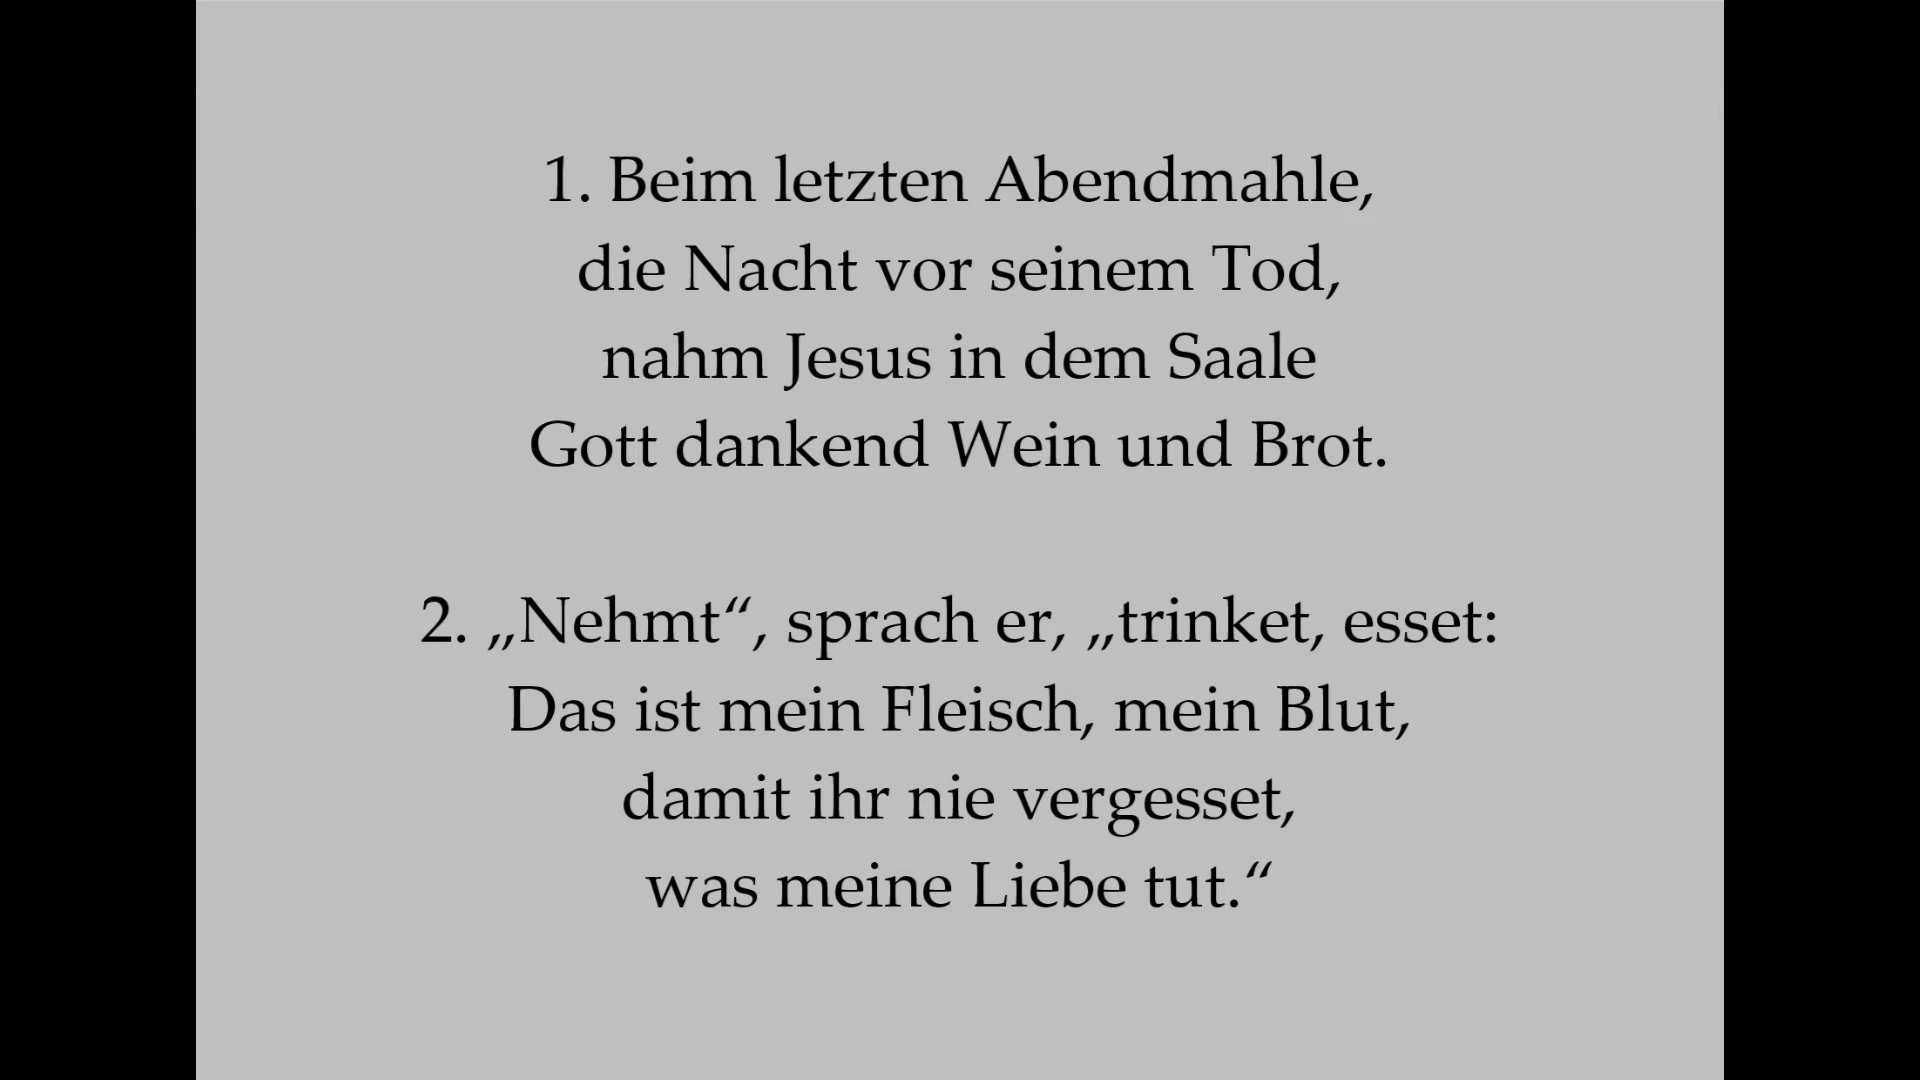 1. Beim letzten Abendmahle,
die Nacht vor seinem Tod,
nahm Jesus in dem Saale
Gott dankend Wein und Brot.
2. „Nehmt“, sprach er, „trinket, esset:
Das ist mein Fleisch, mein Blut,
damit ihr nie vergesset,
was meine Liebe tut.“